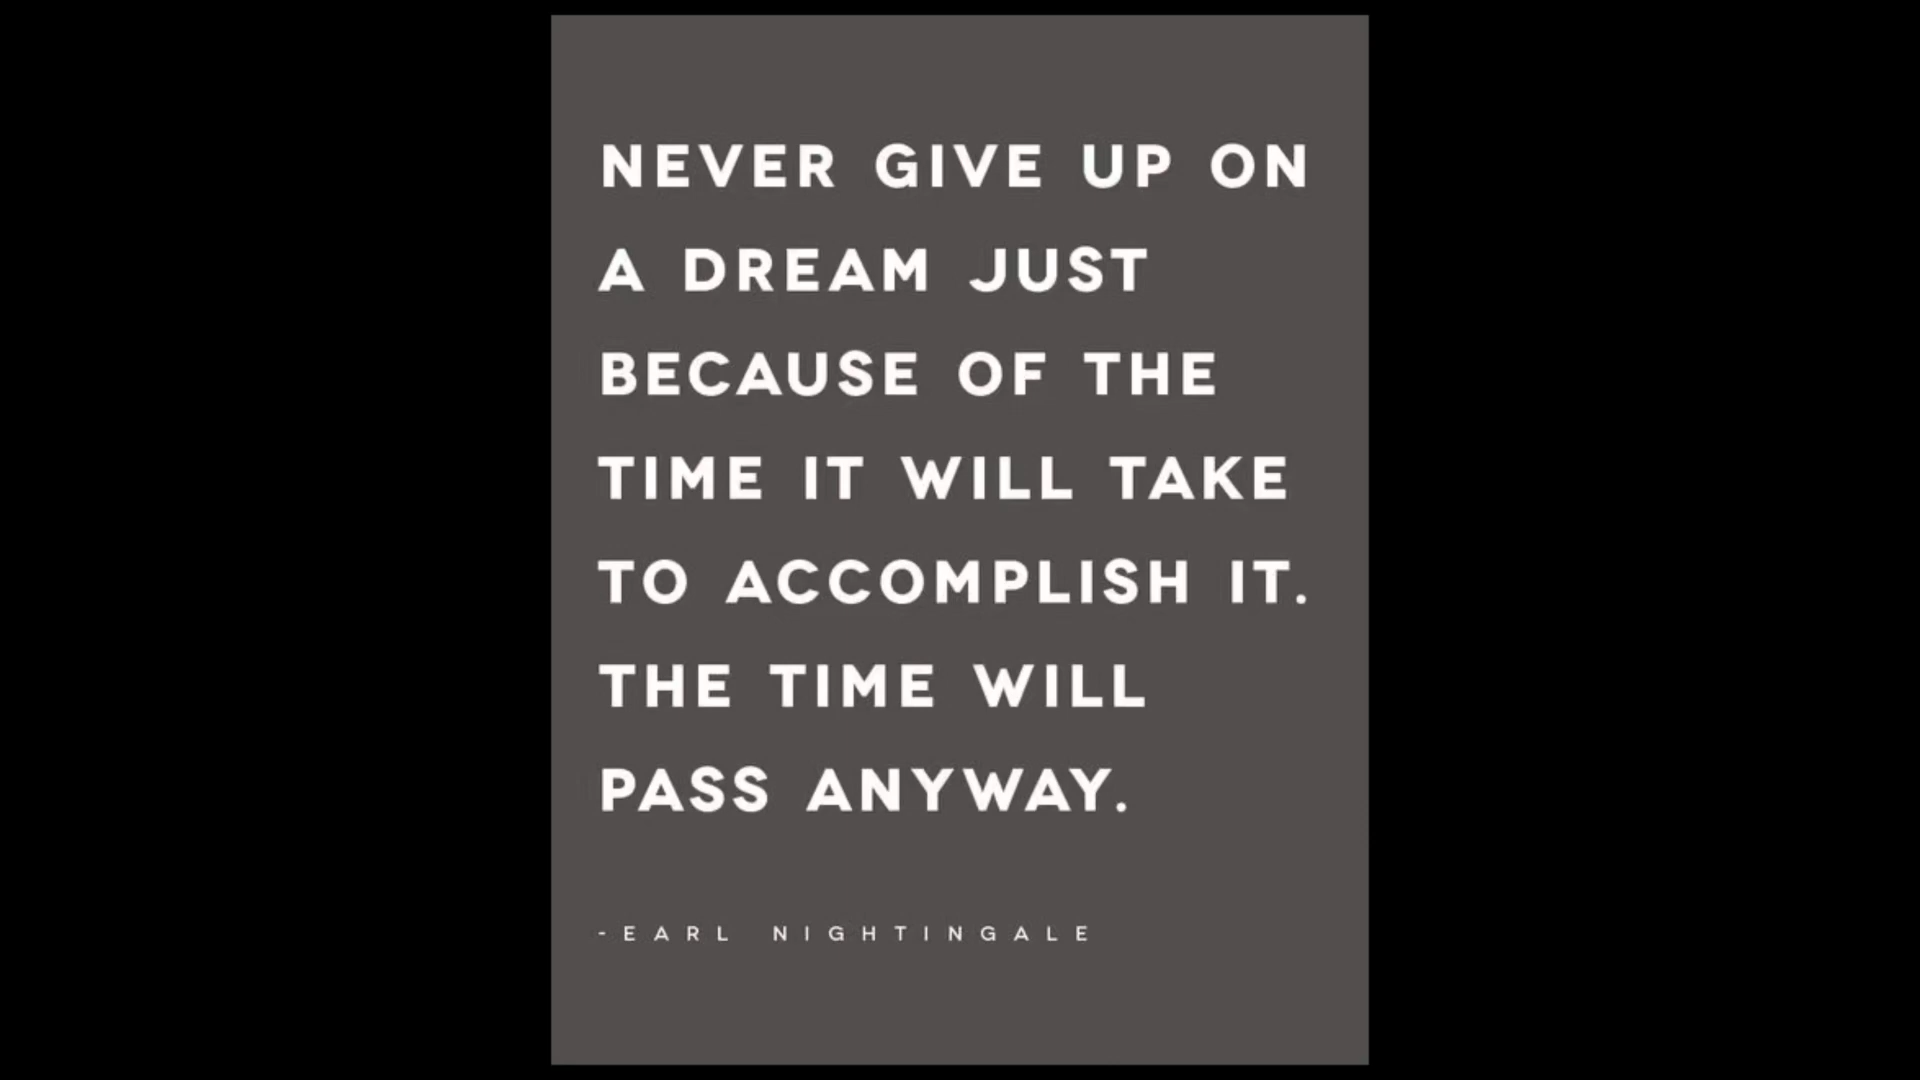 NEVER GIVE UP ON
A DREAM JUST
BECAUSE OF THE
TIME IT WILL TAKE
TO ACCOMPLISH IT.
THE TIME WILL
PASS ANYWAY.
-EARL NIGHTINGALE